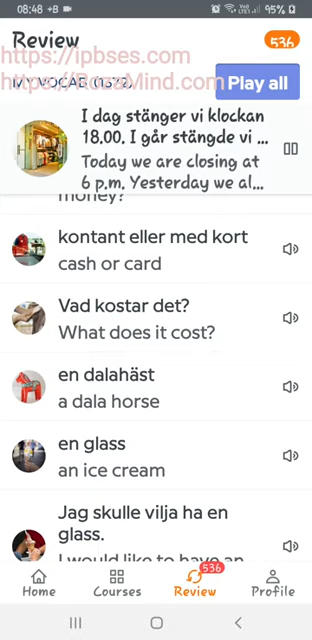 08:48 +B
95%
Review
536
https://ipbses.com
https://RosaMind.com
MY VOCAB
Play all
I dag stänger vi klockan
18.00. I går stängde vi ...
Today we are closing at
6 p.m. Yesterday we al...
money?
kontant eller med kort
cash or card
Vad kostar det?
What does it cost?
en dalahäst
a dala horse
en glass
an ice cream
Jag skulle vilja ha en
glass.
I would like to have an
536
Home Courses Review Profile